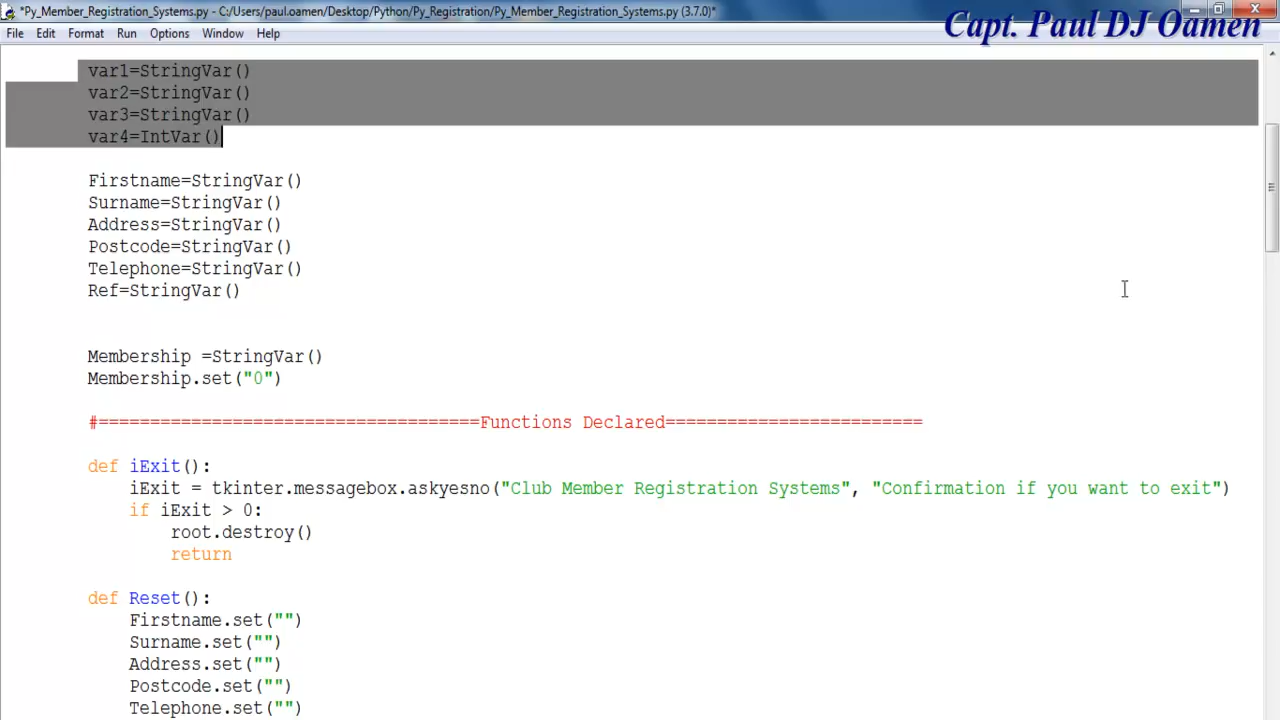 *Py_Member_Registration_Systems.py - C:/Users/paul.oamen/Desktop/Python/Py_Registration/Py_Member_Registration_Systems.py (3.7.0)*
Capt. Paul DJ Oamen
File Edit Format Run Options Window Help
var1=StringVar()
var2=StringVar()
var3=StringVar()
var4=IntVar()
Firstname=StringVar()
Surname=StringVar()
Address=StringVar()
Postcode=StringVar()
Telephone=StringVar()
Ref=StringVar()
Membership =StringVar()
Membership.set("0")
#=====================================Functions Declared=========================
def iExit():
iExit = tkinter.messagebox.askyesno("Club Member Registration Systems", "Confirmation if you want to exit")
if iExit > 0:
root.destroy()
return
def Reset():
Firstname.set("")
Surname.set("")
Address.set("")
Postcode.set("")
Telephone.set("")